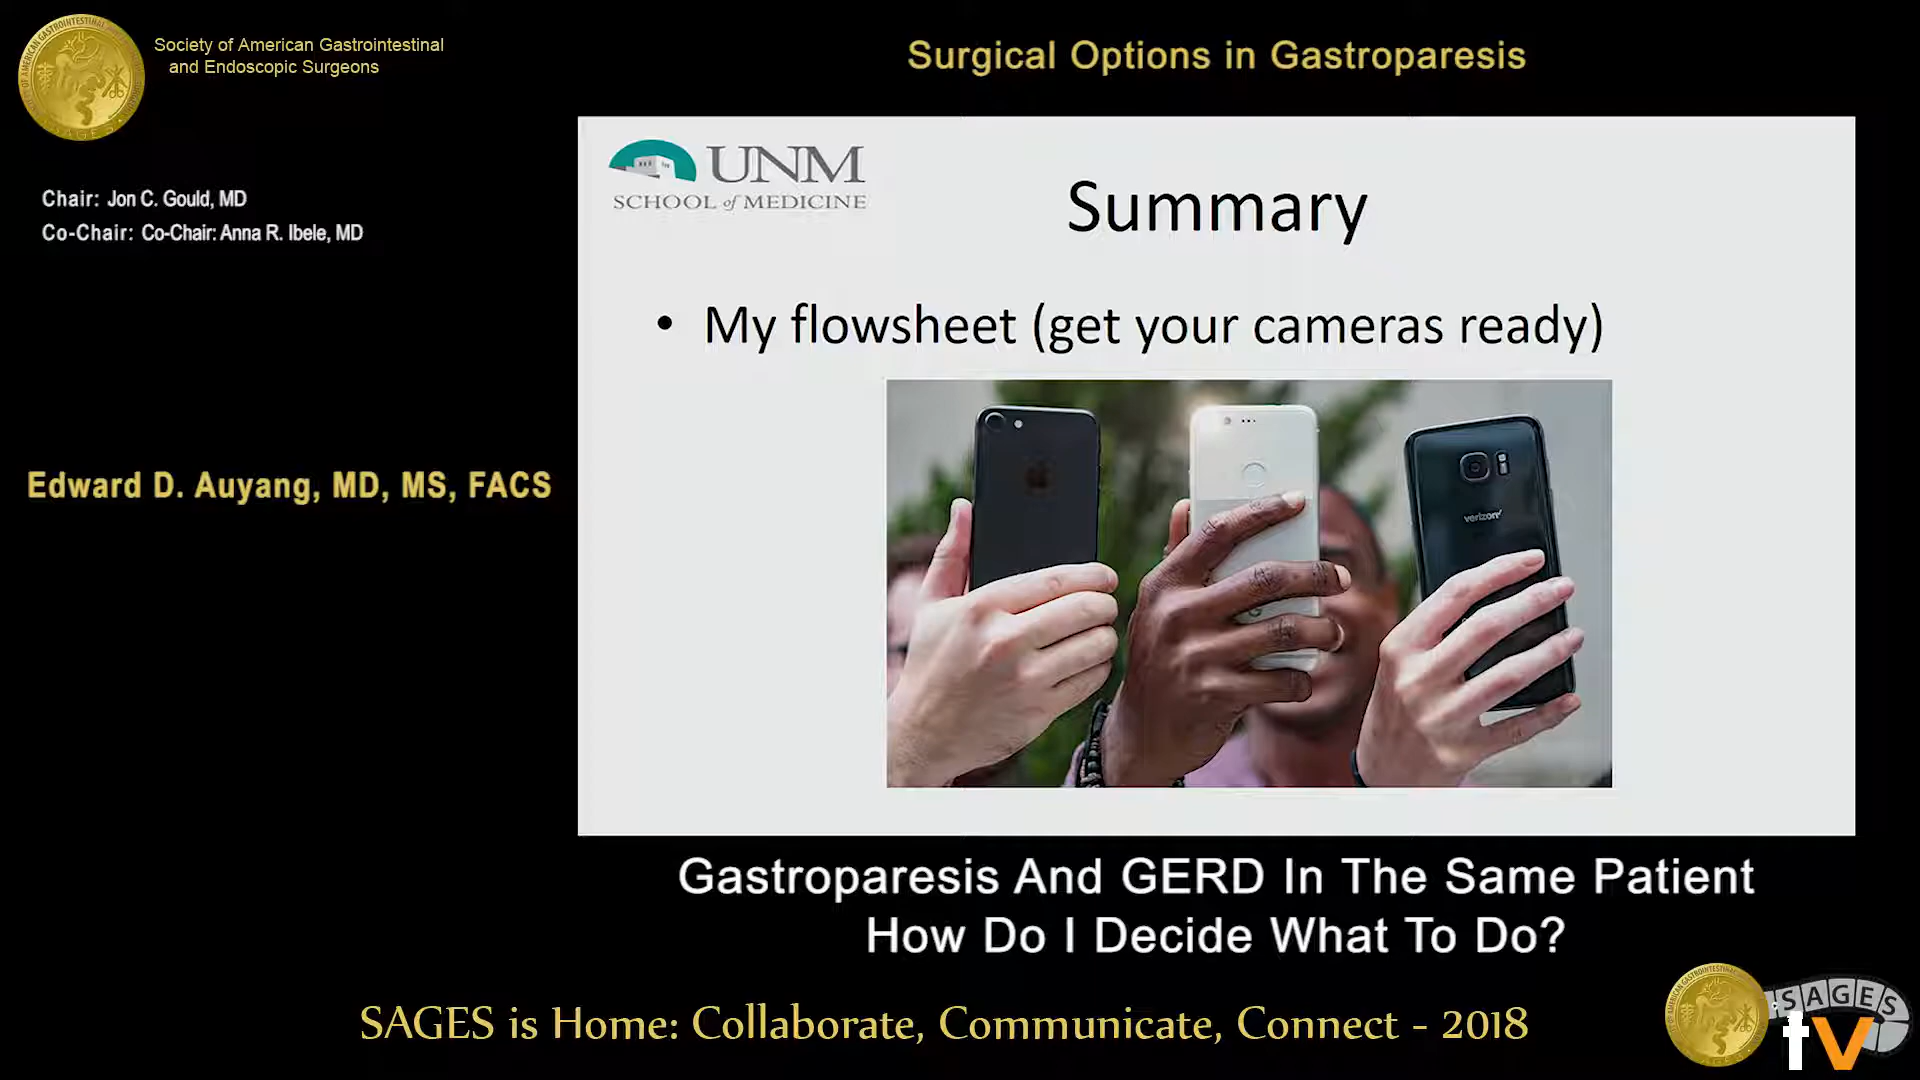 Society of American Gastrointestinal
and Endoscopic Surgeons
Surgical Options in Gastroparesis
Chair: Jon C. Gould, MD
Co-Chair: Co-Chair: Anna R. Ibele, MD
Edward D. Auyang, MD, MS, FACS
UNM
SCHOOL of MEDICINE
Summary
• My flowsheet (get your cameras ready)
verizon
Gastroparesis And GERD In The Same Patient
How Do I Decide What To Do?
SAGES is Home: Collaborate, Communicate, Connect - 2018
SAGES
tv